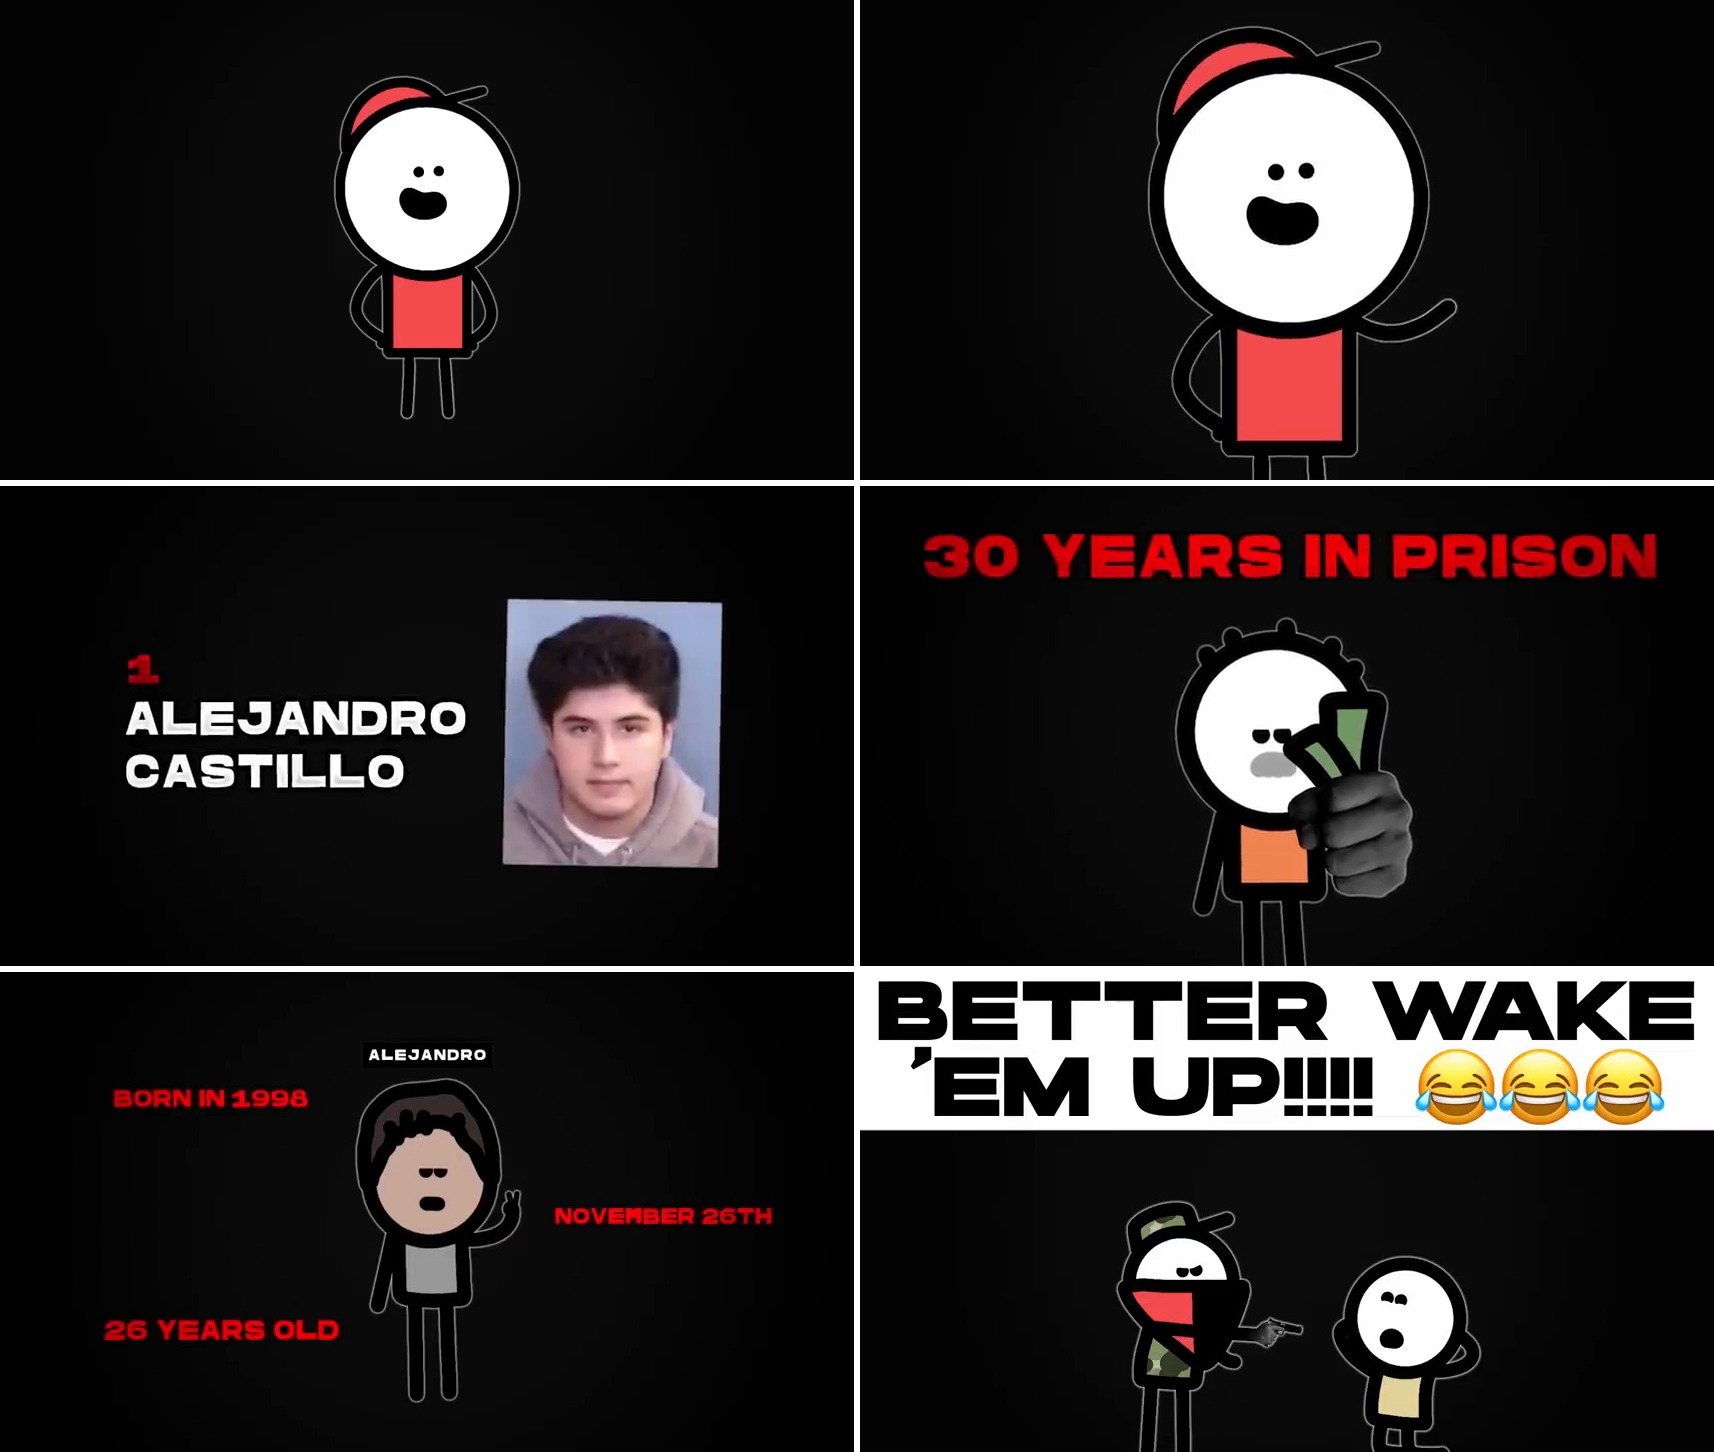 1
ALEJANDRO
CASTILLO
30 YEARS IN PRISON
ALEJANDRO
BORN IN 1998
NOVEMBER 26TH
26 YEARS OLD
BETTER WAKE
'EM UP!!!! 😂😂😂